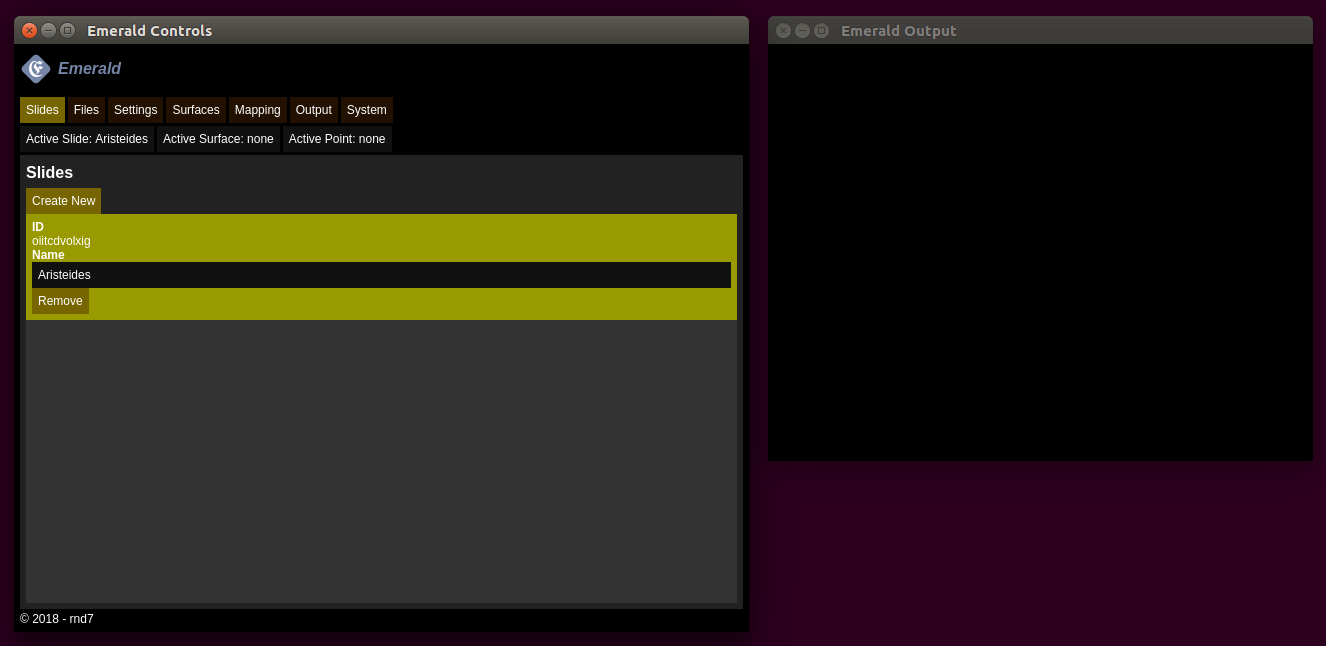 Emerald Controls
Emerald
Slides Files Settings Surfaces Mapping Output System
Active Slide: Aristeides Active Surface: none Active Point: none
Slides
Create New
ID
oiitcdvolxig
Name
Aristeides
Remove
© 2018 - rnd7
Emerald Output